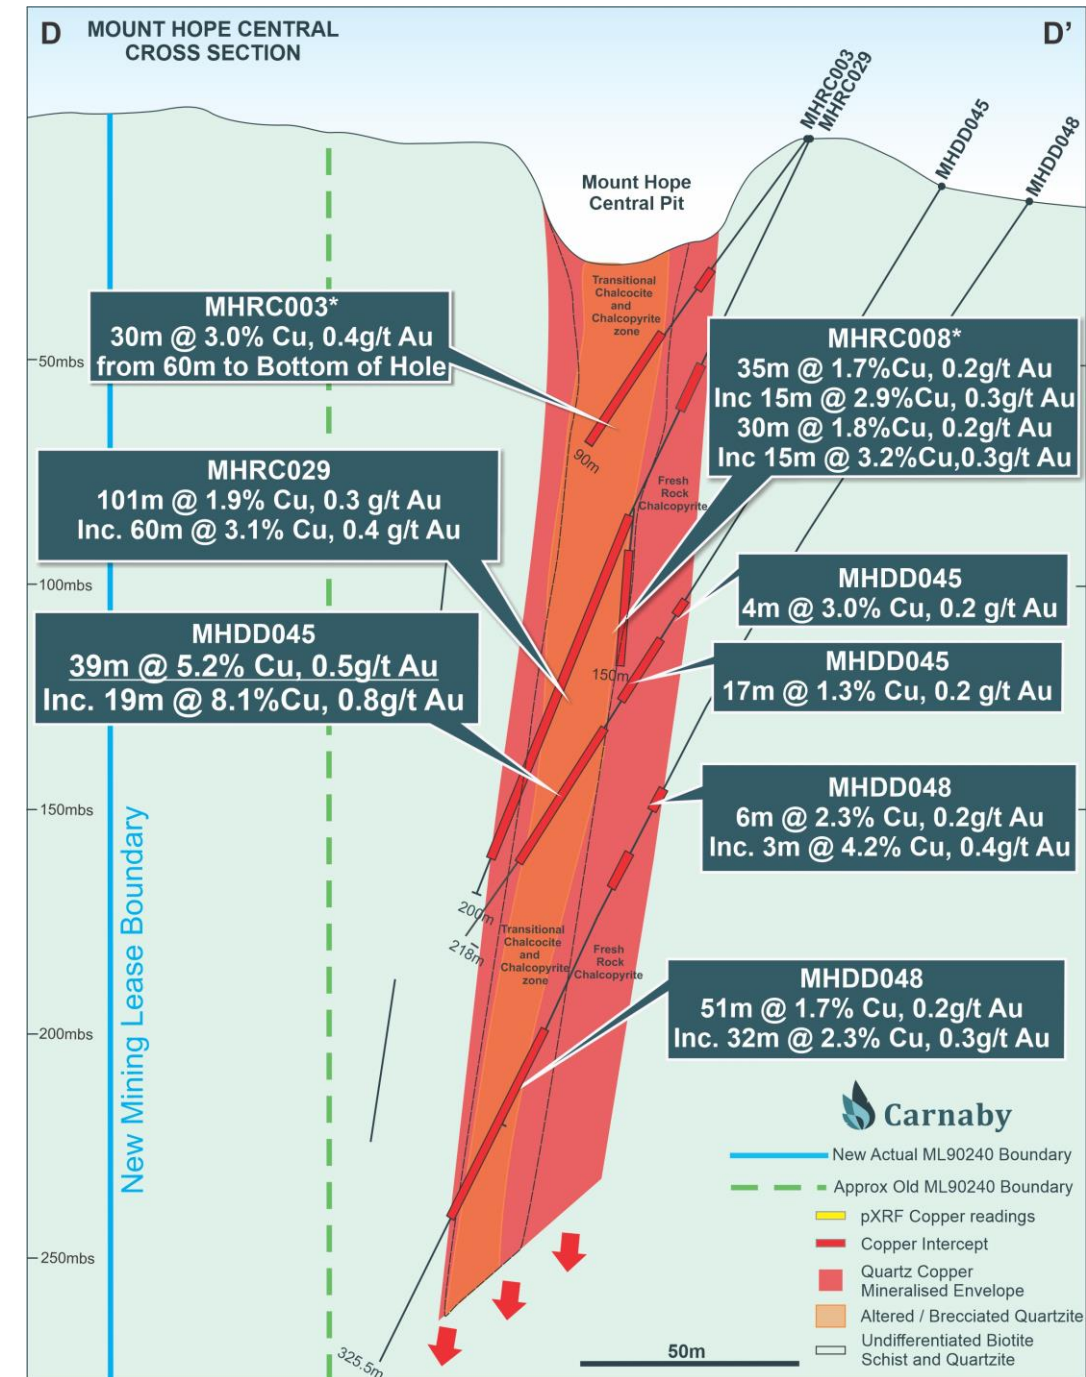 D
MOUNT HOPE CENTRAL
CROSS SECTION
D'
MHRC003
MHRC029
MHDD045
MHDD048
Mount Hope
Central Pit
Transitional
Chalcocite
and
Chalcopyrite
zone
MHRC003*
30m @ 3.0% Cu, 0.4g/t Au
from 60m to Bottom of Hole
50mbs
MHRC008*
35m @ 1.7%Cu, 0.2g/t Au
Inc 15m @ 2.9%Cu, 0.3g/t Au
30m @ 1.8%Cu, 0.2g/t Au
Inc 15m @ 3.2%Cu,0.3g/t Au
90m
MHRC029
101m @ 1.9% Cu, 0.3 g/t Au
Inc. 60m @ 3.1% Cu, 0.4 g/t Au
Fresh
Rock
Chalcopyrite
100mbs
MHDD045
4m @ 3.0% Cu, 0.2 g/t Au
MHDD045
39m @ 5.2% Cu, 0.5g/t Au
Inc. 19m @ 8.1%Cu, 0.8g/t Au
150m
MHDD045
17m @ 1.3% Cu, 0.2 g/t Au
150mbs
MHDD048
6m @ 2.3% Cu, 0.2g/t Au
Inc. 3m @ 4.2% Cu, 0.4g/t Au
New Mining Lease Boundary
200m
218m
Transitional
Chalcocite
and
Chalcopyrite
zone
Fresh
Rock
Chalcopyrite
MHDD048
51m @ 1.7% Cu, 0.2g/t Au
Inc. 32m @ 2.3% Cu, 0.3g/t Au
200mbs
250mbs
325.5m
Carnaby
New Actual ML90240 Boundary
Approx Old ML90240 Boundary
pXRF Copper readings
Copper Intercept
Quartz Copper
Mineralised Envelope
Altered / Brecciated Quartzite
Undifferentiated Biotite
Schist and Quartzite
50m